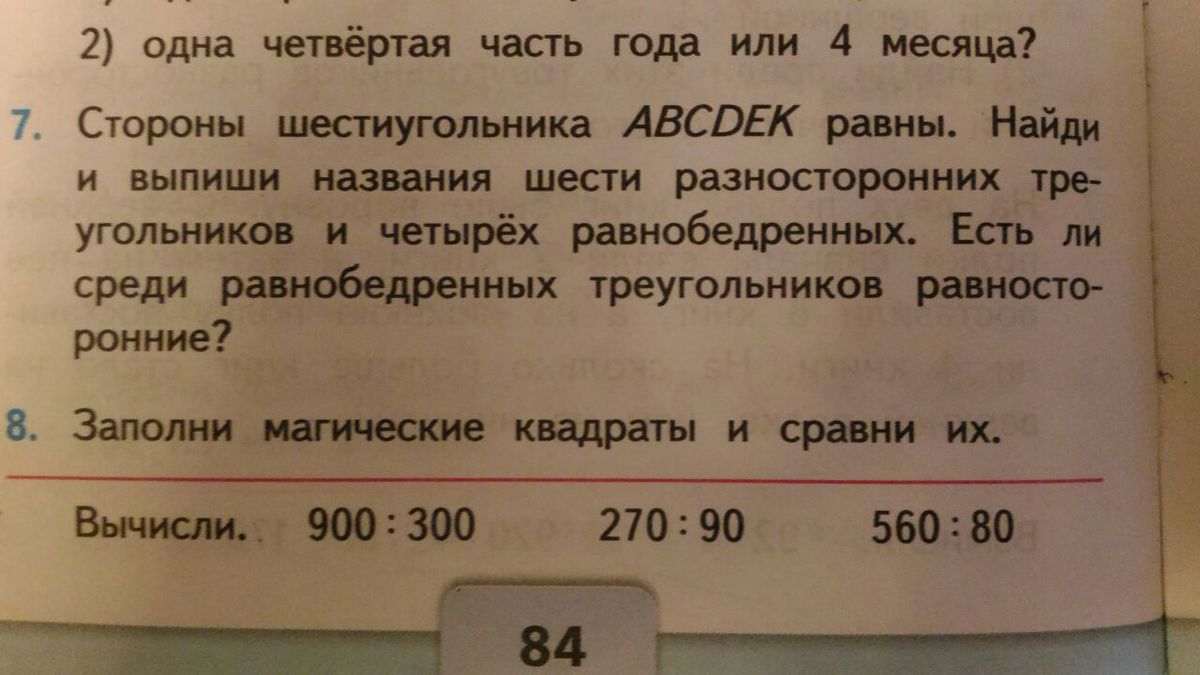 2) одна четвёртая часть года или 4 месяца?
7. Стороны шестиугольника ABCDEK равны. Найди
и выпиши названия шести разносторонних тре-
угольников и четырёх равнобедренных. Есть ли
среди равнобедренных треугольников равносто-
ронние?
8. Заполни магические квадраты и сравни их.
Вычисли. 900 : 300 270 : 90 560 : 80
84